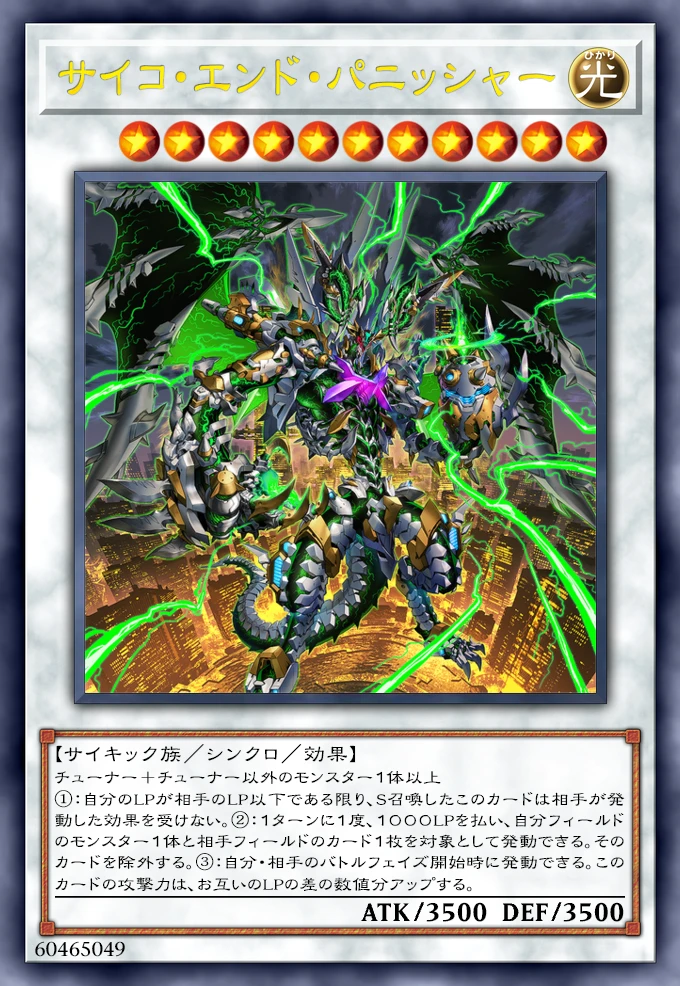 サイコ・エンド・パニッシャー
ひかり
光
【サイキック族／シンクロ／効果】
チューナー＋チューナー以外のモンスター1体以上
①：自分のLPが相手のLP以下である限り、S召喚したこのカードは相手が発
動した効果を受けない。②：1ターンに1度、1000LPを払い、自分フィールド
のモンスター1体と相手フィールドのカード1枚を対象として発動できる。その
カードを除外する。③：自分・相手のバトルフェイズ開始時に発動できる。この
カードの攻撃力は、お互いのLPの差の数値分アップする。
ATK/3500 DEF/3500
60465049